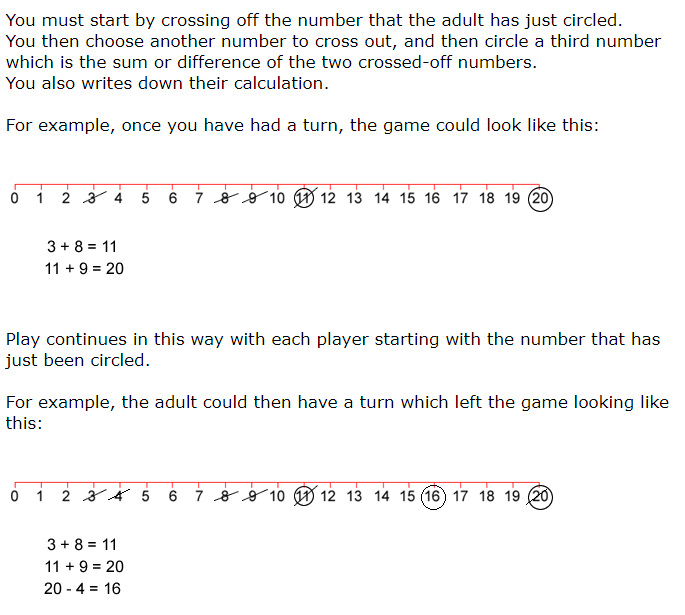 You must start by crossing off the number that the adult has just circled.
You then choose another number to cross out, and then circle a third number
which is the sum or difference of the two crossed-off numbers.
You also writes down their calculation.
For example, once you have had a turn, the game could look like this:
0 1 2 3 4 5 6 7 8 9 10 11 12 13 14 15 16 17 18 19 20
3 + 8 = 11
11 + 9 = 20
Play continues in this way with each player starting with the number that has
just been circled.
For example, the adult could then have a turn which left the game looking like
this:
0 1 2 3 4 5 6 7 8 9 10 11 12 13 14 15 16 17 18 19 20
3 + 8 = 11
11 + 9 = 20
20 - 4 = 16